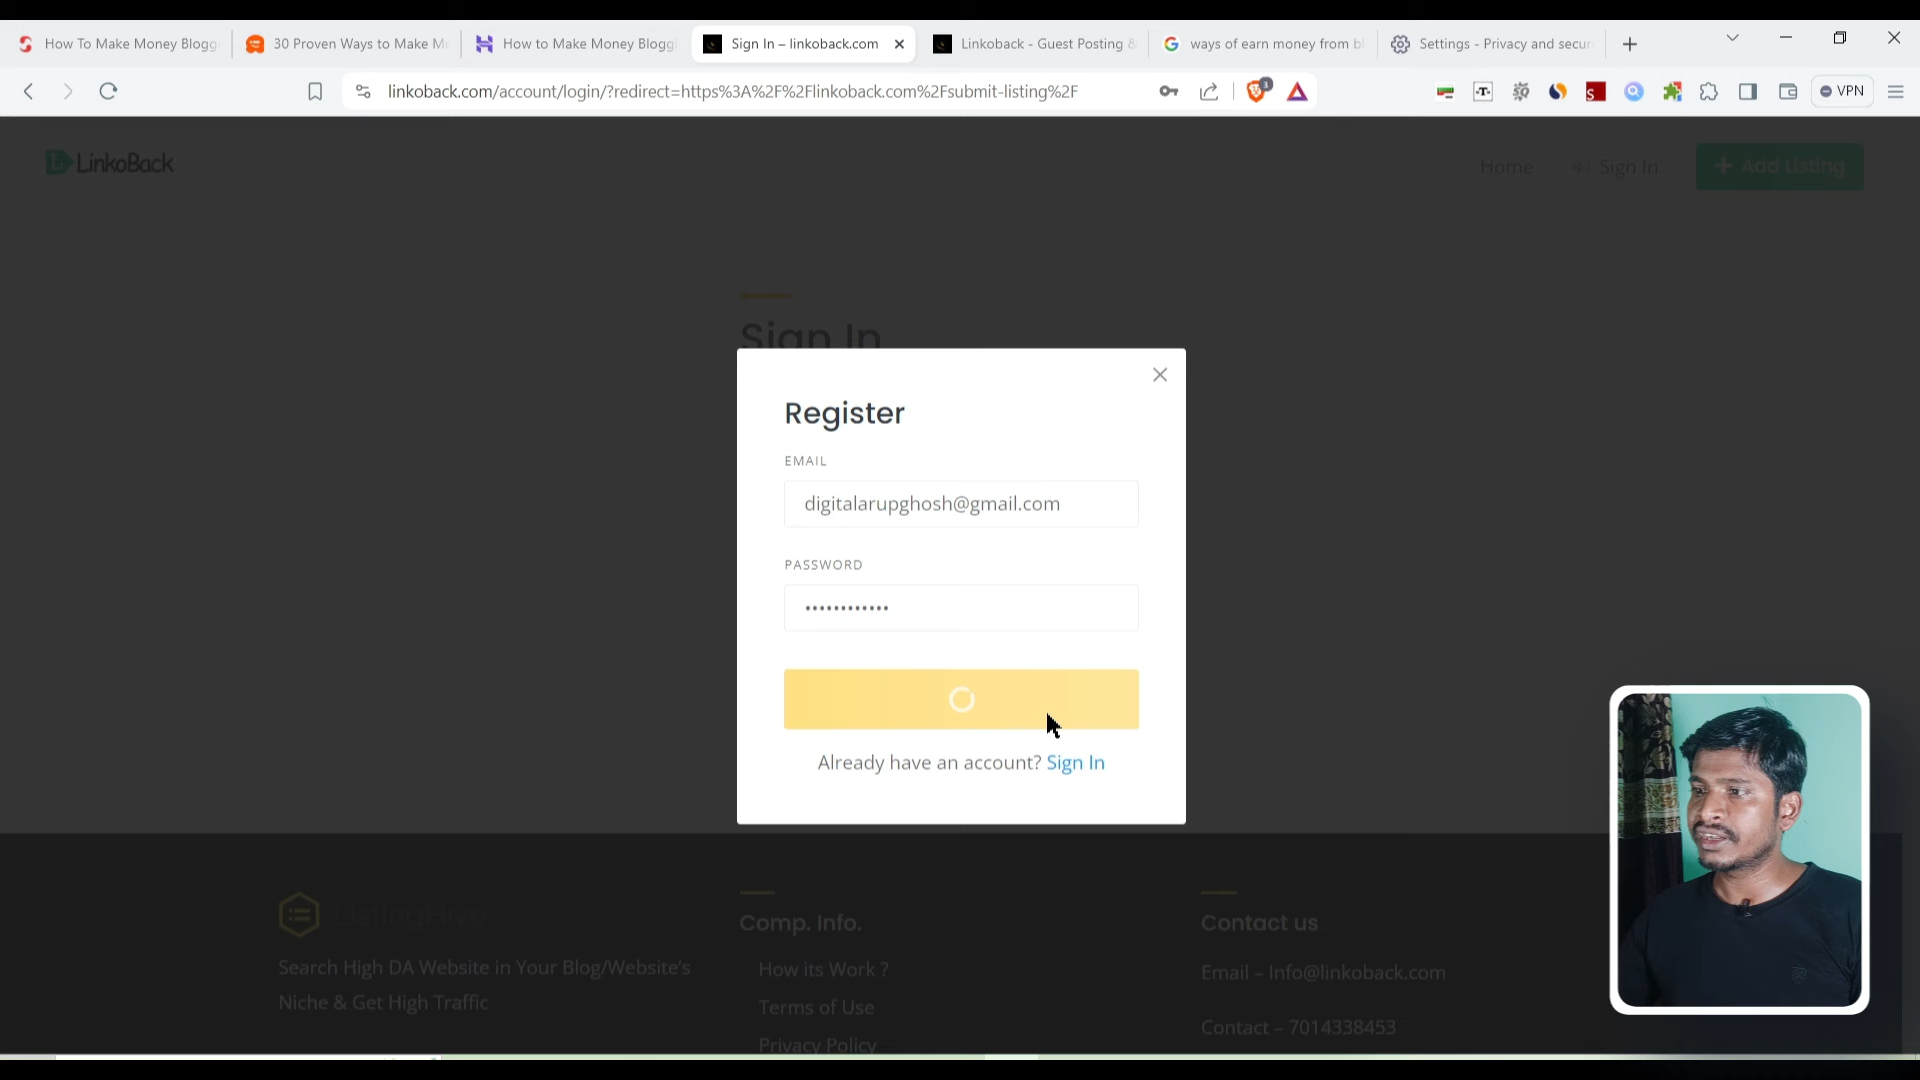 How To Make Money Blogg
30 Proven Ways to Make M
How to Make Money Bloggi
Sign In – linkoback.com
Linkoback - Guest Posting &
ways of earn money from bl
Settings - Privacy and secur
linkoback.com/account/login/?redirect=https%3A%2F%2Flinkoback.com%2Fsubmit-listing%2F
1
VPN
LinkoBack
Home
Sign In
+ Add Listing
Sign In
Register
EMAIL
digitalarupghosh@gmail.com
PASSWORD
Already have an account? Sign In
ListingHive
Search High DA Website in Your Blog/Website's
Niche & Get High Traffic
Comp. Info.
How its Work ?
Terms of Use
Privacy Policy
Contact us
Email – Info@linkoback.com
Contact – 7014338453